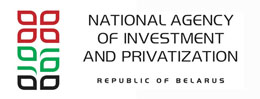 NATIONAL AGENCY
OF INVESTMENT
AND PRIVATIZATION
REPUBLIC OF BELARUS